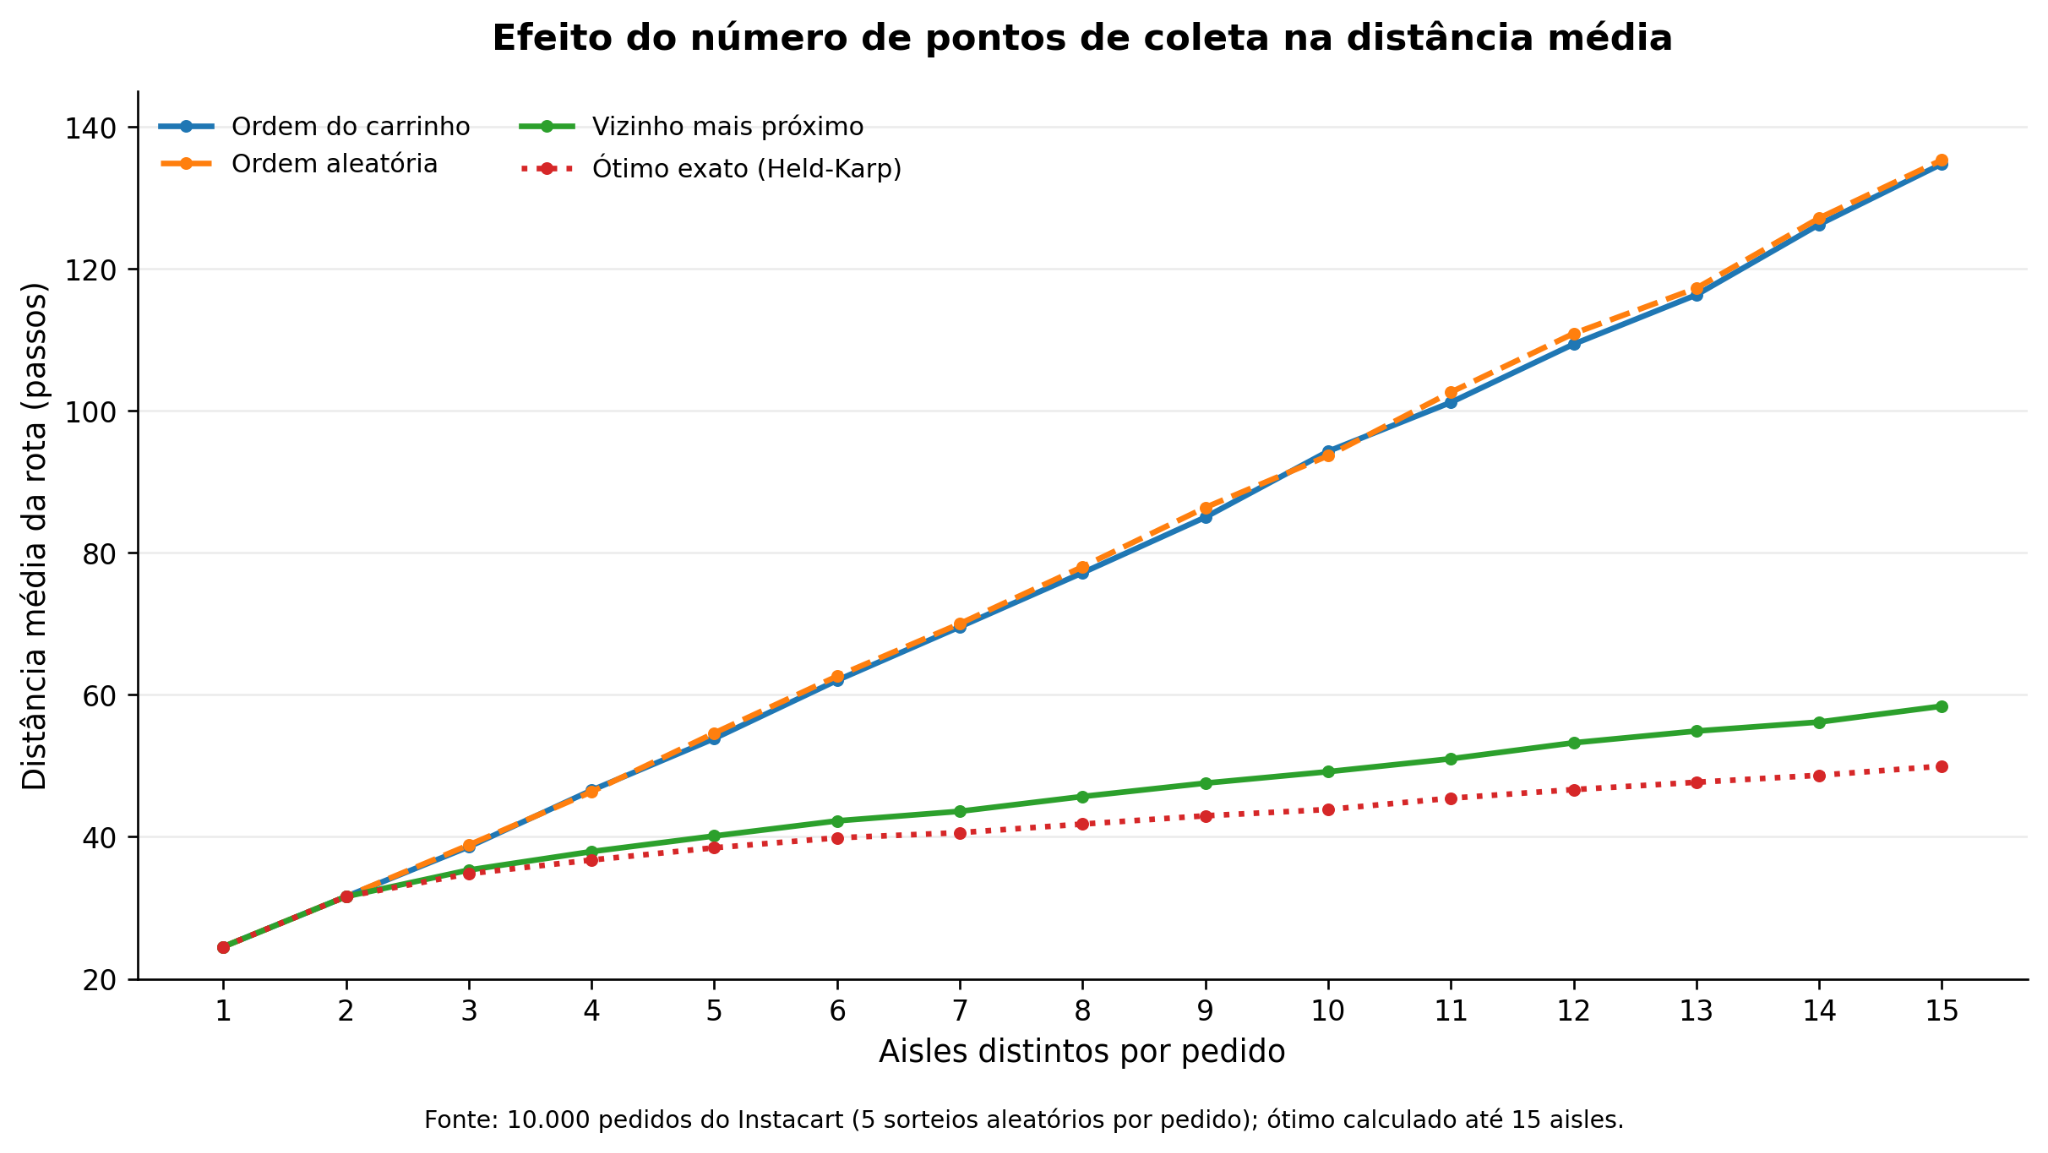 Efeito do número de pontos de coleta na distância média
Ordem do carrinho
Ordem aleatória
Vizinho mais próximo
Ótimo exato (Held-Karp)
Distância média da rota (passos)
140
120
100
80
60
40
20
1 2 3 4 5 6 7 8 9 10 11 12 13 14 15
Aisles distintos por pedido
Fonte: 10.000 pedidos do Instacart (5 sorteios aleatórios por pedido); ótimo calculado até 15 aisles.